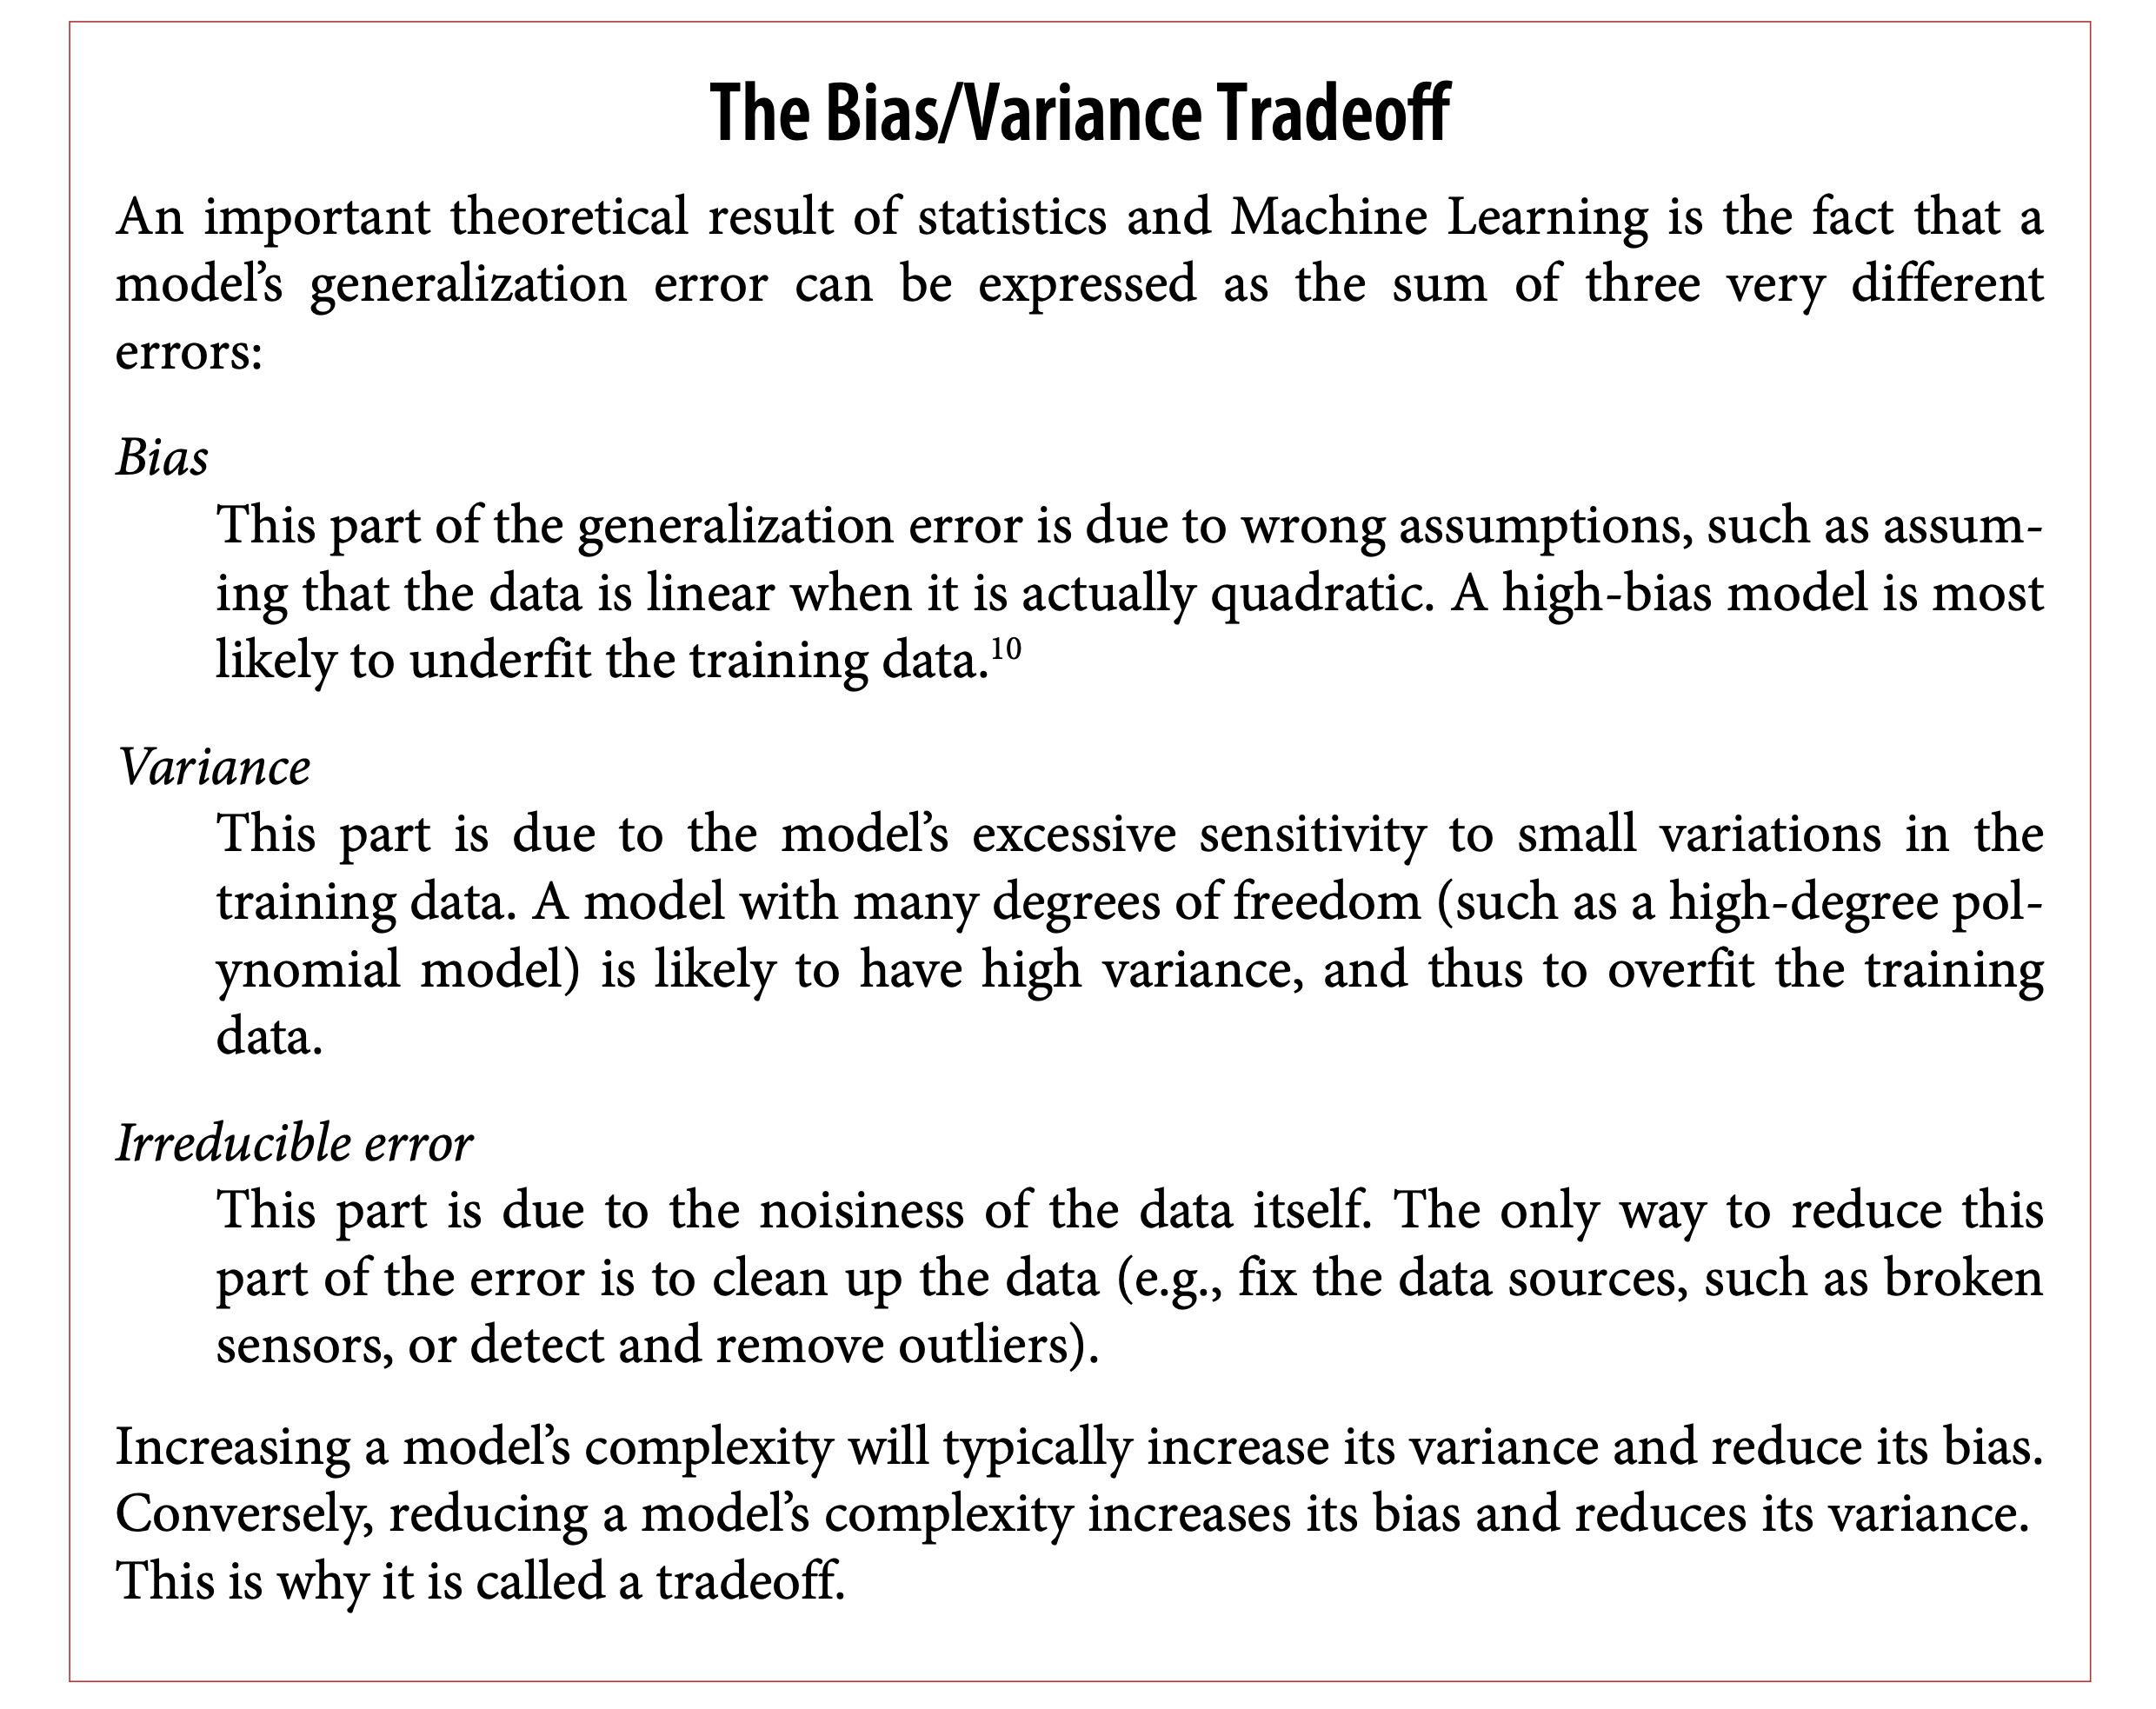 The Bias/Variance Tradeoff
An important theoretical result of statistics and Machine Learning is the fact that a
model’s generalization error can be expressed as the sum of three very different
errors:
Bias
This part of the generalization error is due to wrong assumptions, such as assum-
ing that the data is linear when it is actually quadratic. A high-bias model is most
likely to underfit the training data.10
Variance
This part is due to the model’s excessive sensitivity to small variations in the
training data. A model with many degrees of freedom (such as a high-degree pol-
ynomial model) is likely to have high variance, and thus to overfit the training
data.
Irreducible error
This part is due to the noisiness of the data itself. The only way to reduce this
part of the error is to clean up the data (e.g., fix the data sources, such as broken
sensors, or detect and remove outliers).
Increasing a model’s complexity will typically increase its variance and reduce its bias.
Conversely, reducing a model’s complexity increases its bias and reduces its variance.
This is why it is called a tradeoff.